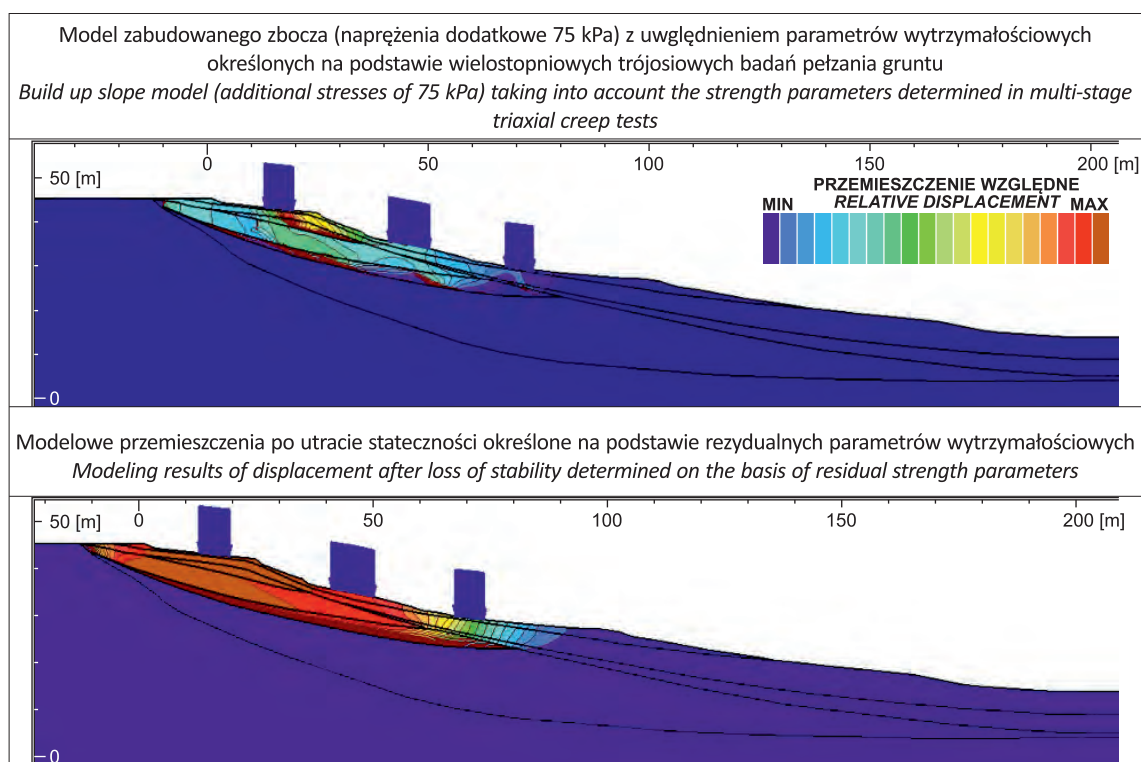 Model zabudowanego zbocza (naprężenia dodatkowe 75 kPa) z uwględnieniem parametrów wytrzymałościowych
określonych na podstawie wielostopniowych trójosiowych badań pełzania gruntu
Build up slope model (additional stresses of 75 kPa) taking into account the strength parameters determined in multi-stage
triaxial creep tests
0 50 100 150 200 [m]
50 [m]
PRZEMIESZCZENIE WZGLĘDNE
MIN RELATIVE DISPLACEMENT MAX
0
Modelowe przemieszczenia po utracie stateczności określone na podstawie rezydualnych parametrów wytrzymałościowych
Modeling results of displacement after loss of stability determined on the basis of residual strength parameters
50 [m] 0 50 100 150 200 [m]
0